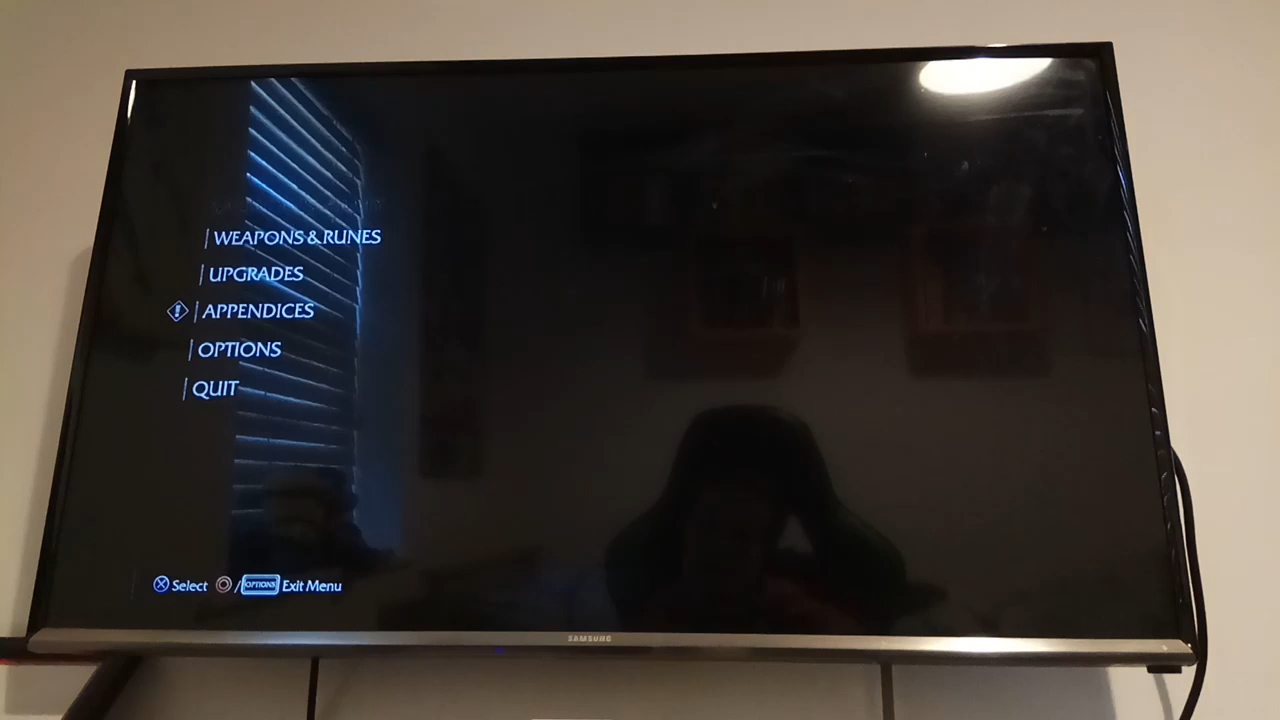 WEAPONS & RUNES
UPGRADES
APPENDICES
OPTIONS
QUIT
Select / OPTIONS Exit Menu
SAMSUNG